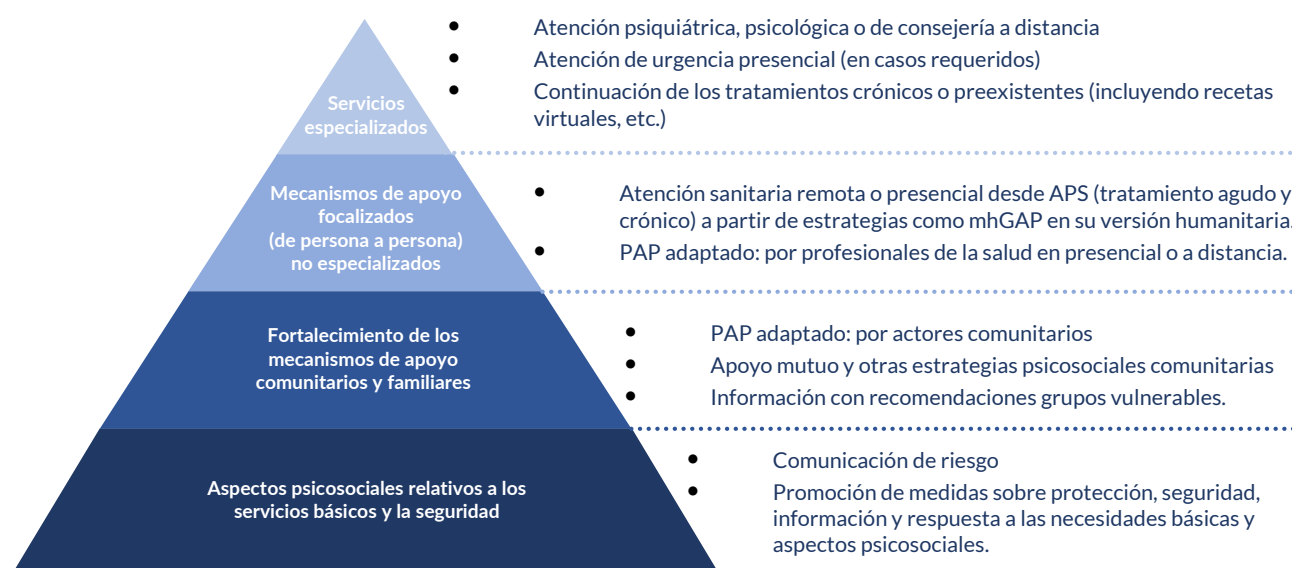 Servicios
especializados
• Atención psiquiátrica, psicológica o de consejería a distancia
• Atención de urgencia presencial (en casos requeridos)
• Continuación de los tratamientos crónicos o preexistentes (incluyendo recetas
virtuales, etc.)
Mecanismos de apoyo
focalizados
(de persona a persona)
no especializados
• Atención sanitaria remota o presencial desde APS (tratamiento agudo y
crónico) a partir de estrategias como mhGAP en su versión humanitaria.
• PAP adaptado: por profesionales de la salud en presencial o a distancia.
Fortalecimiento de los
mecanismos de apoyo
comunitarios y familiares
• PAP adaptado: por actores comunitarios
• Apoyo mutuo y otras estrategias psicosociales comunitarias
• Información con recomendaciones grupos vulnerables.
Aspectos psicosociales relativos a los
servicios básicos y la seguridad
• Comunicación de riesgo
• Promoción de medidas sobre protección, seguridad,
información y respuesta a las necesidades básicas y
aspectos psicosociales.